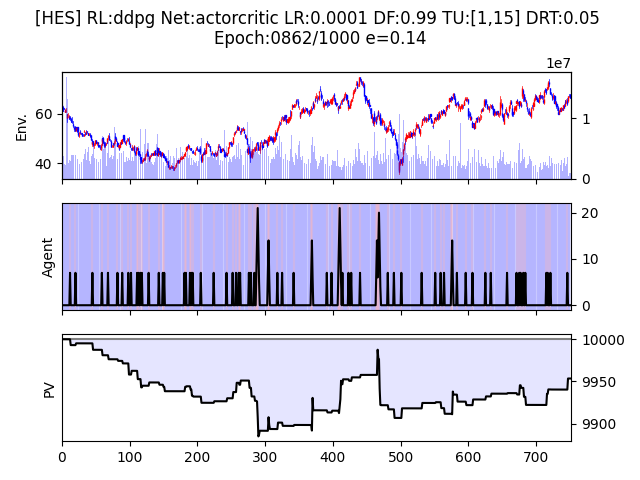 [HES] RL:ddpg Net:actorcritic LR:0.0001 DF:0.99 TU:[1,15] DRT:0.05
Epoch:0862/1000 e=0.14
1e7
Env.
60
40
1
0
Agent
20
10
0
PV
10000
9950
9900
0 100 200 300 400 500 600 700